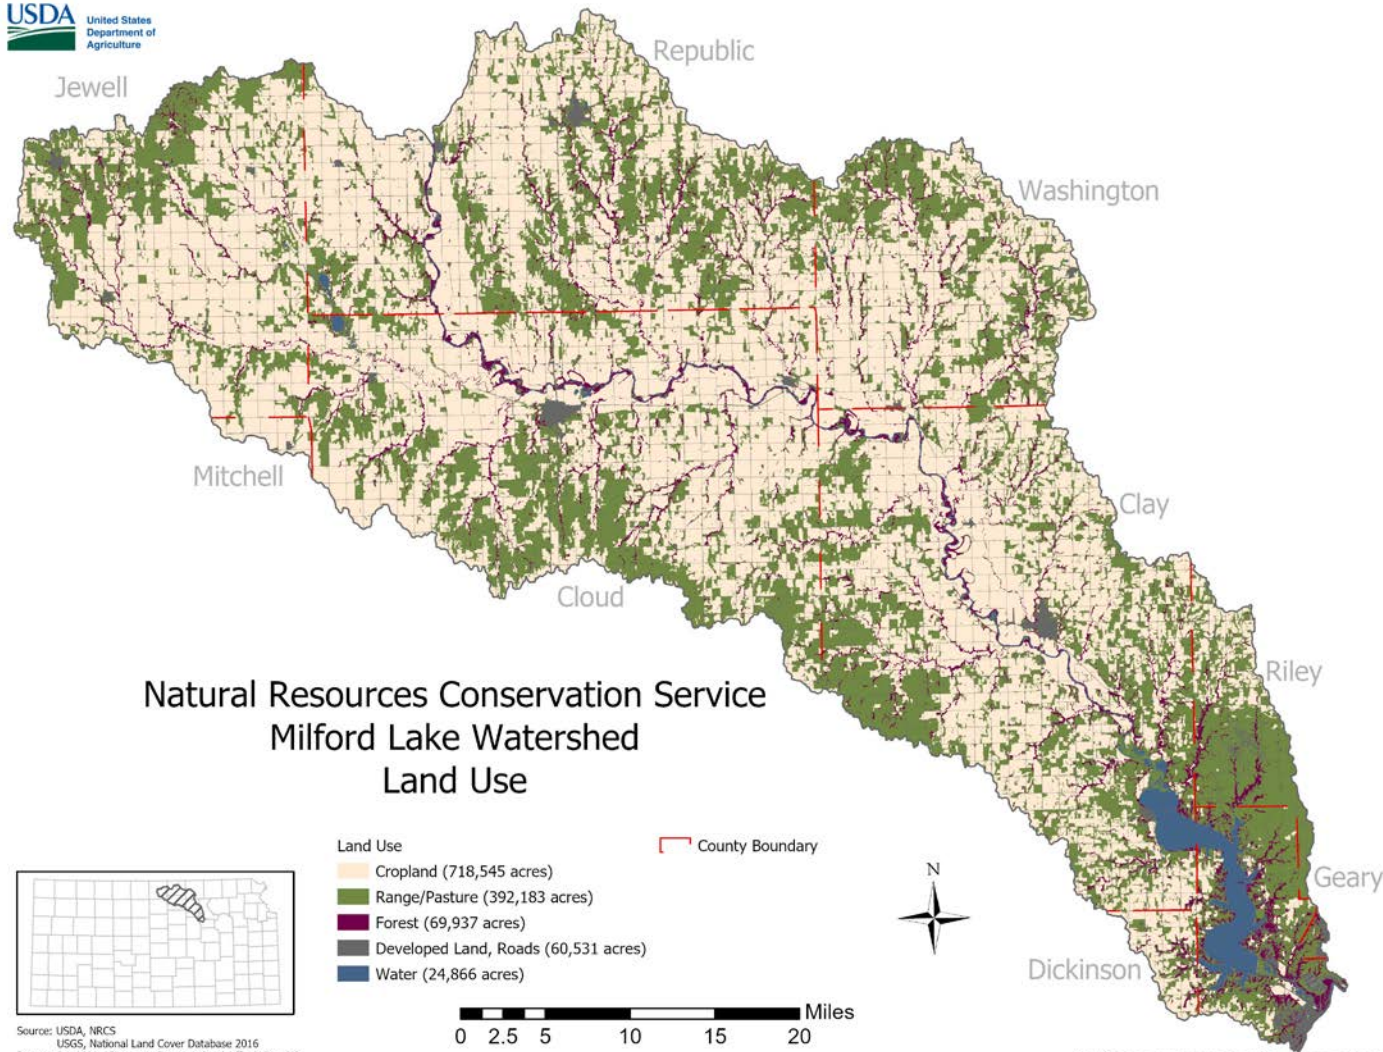 USDA
United States
Department of
Agriculture
Republic
Jewell
Washington
Mitchell
Clay
Cloud
Riley
Natural Resources Conservation Service
Milford Lake Watershed
Land Use
Land Use
County Boundary
Cropland (718,545 acres)
Range/Pasture (392,183 acres)
Forest (69,937 acres)
Developed Land, Roads (60,531 acres)
Water (24,866 acres)
N
Geary
Dickinson
Miles
0 2.5 5 10 15 20
Source: USDA, NRCS
USGS, National Land Cover Database 2016